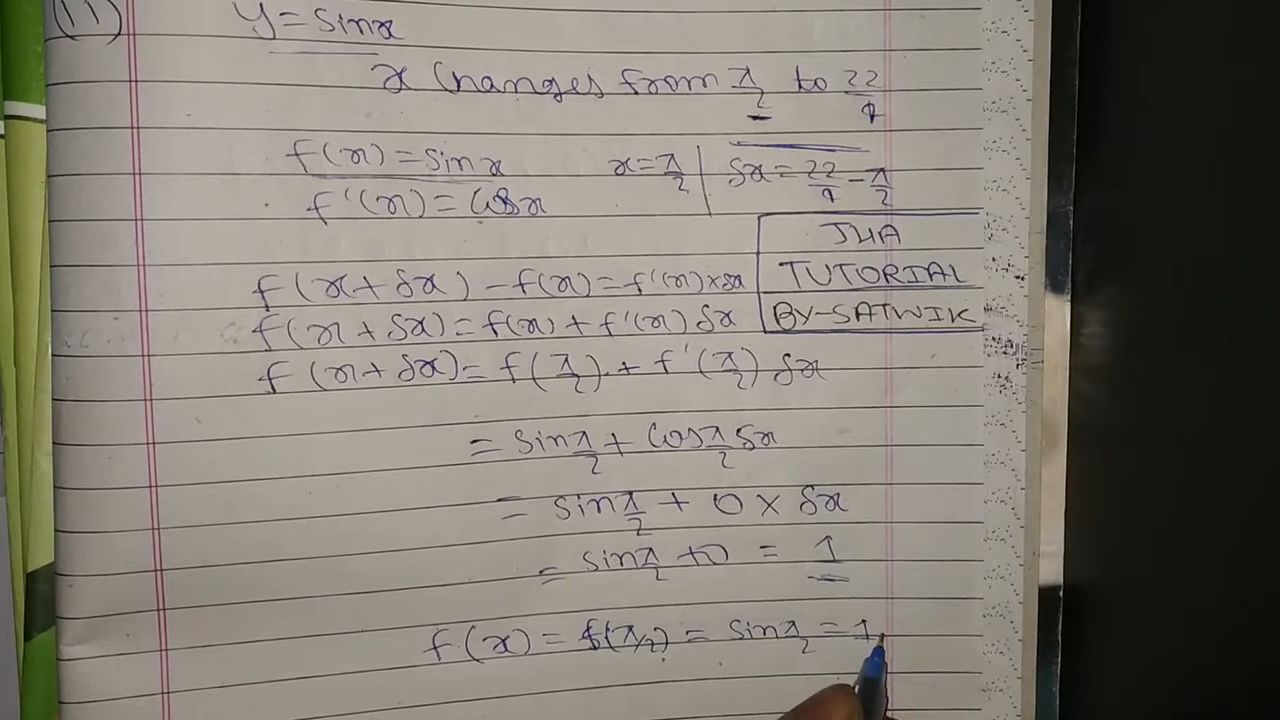 (11) y = sinx
x changes from π/2 to 22/9
f(x) = sinx x = π/2 | δx = 22/9 - π/2
f'(x) = cosx
JHA
TUTORIAL
BY-SATWIK
f(x + δx) - f(x) = f'(x) × δx
f(x + δx) = f(x) + f'(x) δx
f(x + δx) = f(π/2) + f'(π/2) δx
= sinπ/2 + cosπ/2 δx
= sinπ/2 + 0 × δx
= sinπ/2 + 0 = 1
f(x) = f(π/2) = sinπ/2 = 1